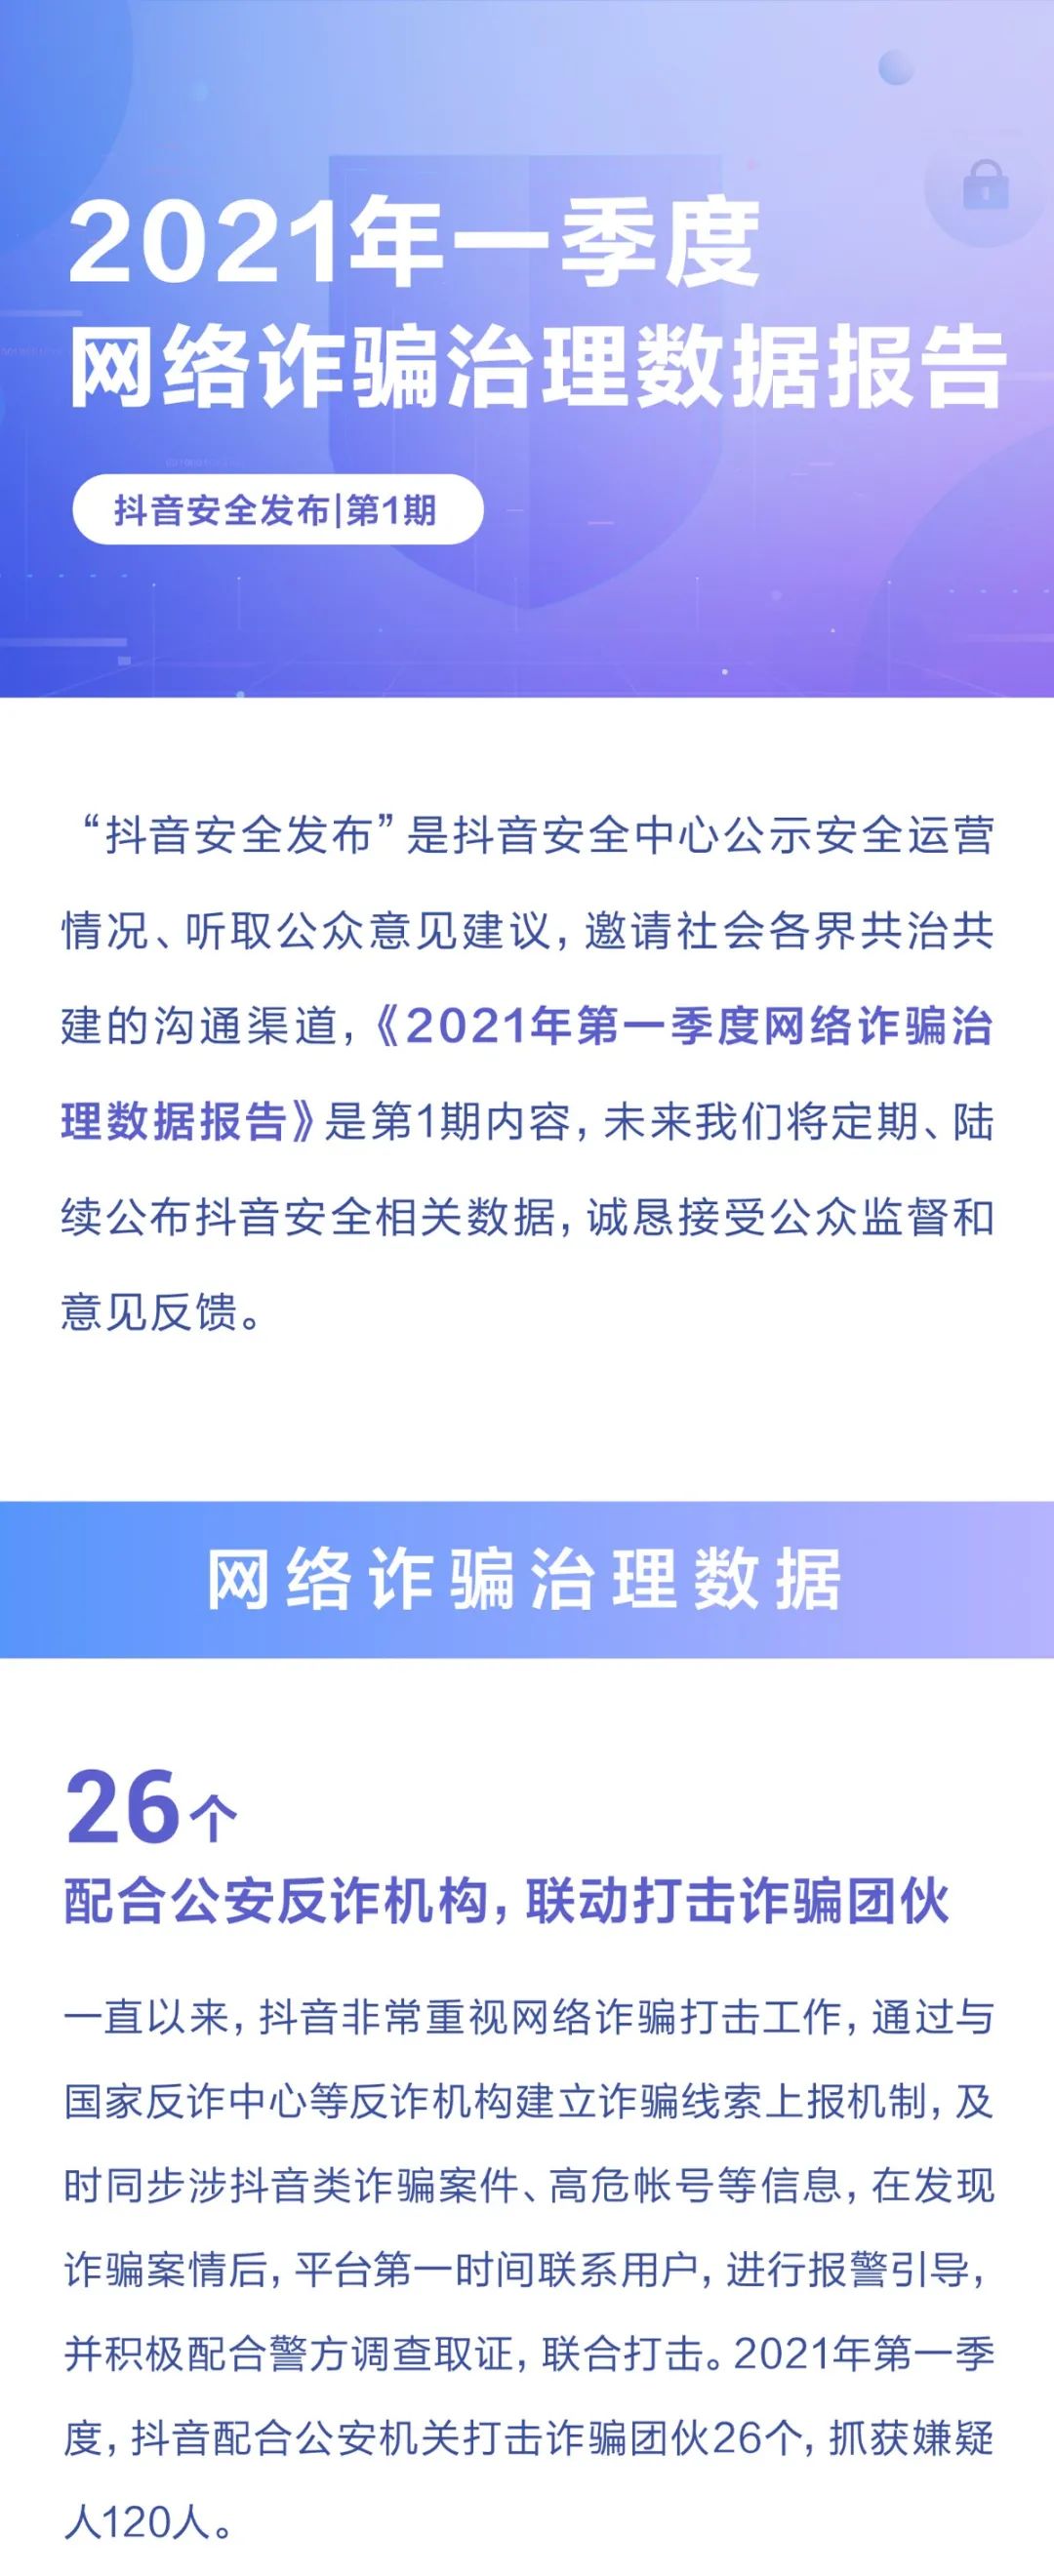 2021年一季度
网络诈骗治理数据报告
抖音安全发布|第1期
“抖音安全发布”是抖音安全中心公示安全运营
情况、听取公众意见建议,邀请社会各界共治共
建的沟通渠道,《2021年第一季度网络诈骗治
理数据报告》是第1期内容,未来我们将定期、陆
续公布抖音安全相关数据,诚恳接受公众监督和
意见反馈。
网络诈骗治理数据
26个
配合公安反诈机构,联动打击诈骗团伙
一直以来,抖音非常重视网络诈骗打击工作,通过与
国家反诈中心等反诈机构建立诈骗线索上报机制,及
时同步涉抖音类诈骗案件、高危帐号等信息,在发现
诈骗案情后,平台第一时间联系用户,进行报警引导,
并积极配合警方调查取证,联合打击。2021年第一季
度,抖音配合公安机关打击诈骗团伙26个,抓获嫌疑
人120人。